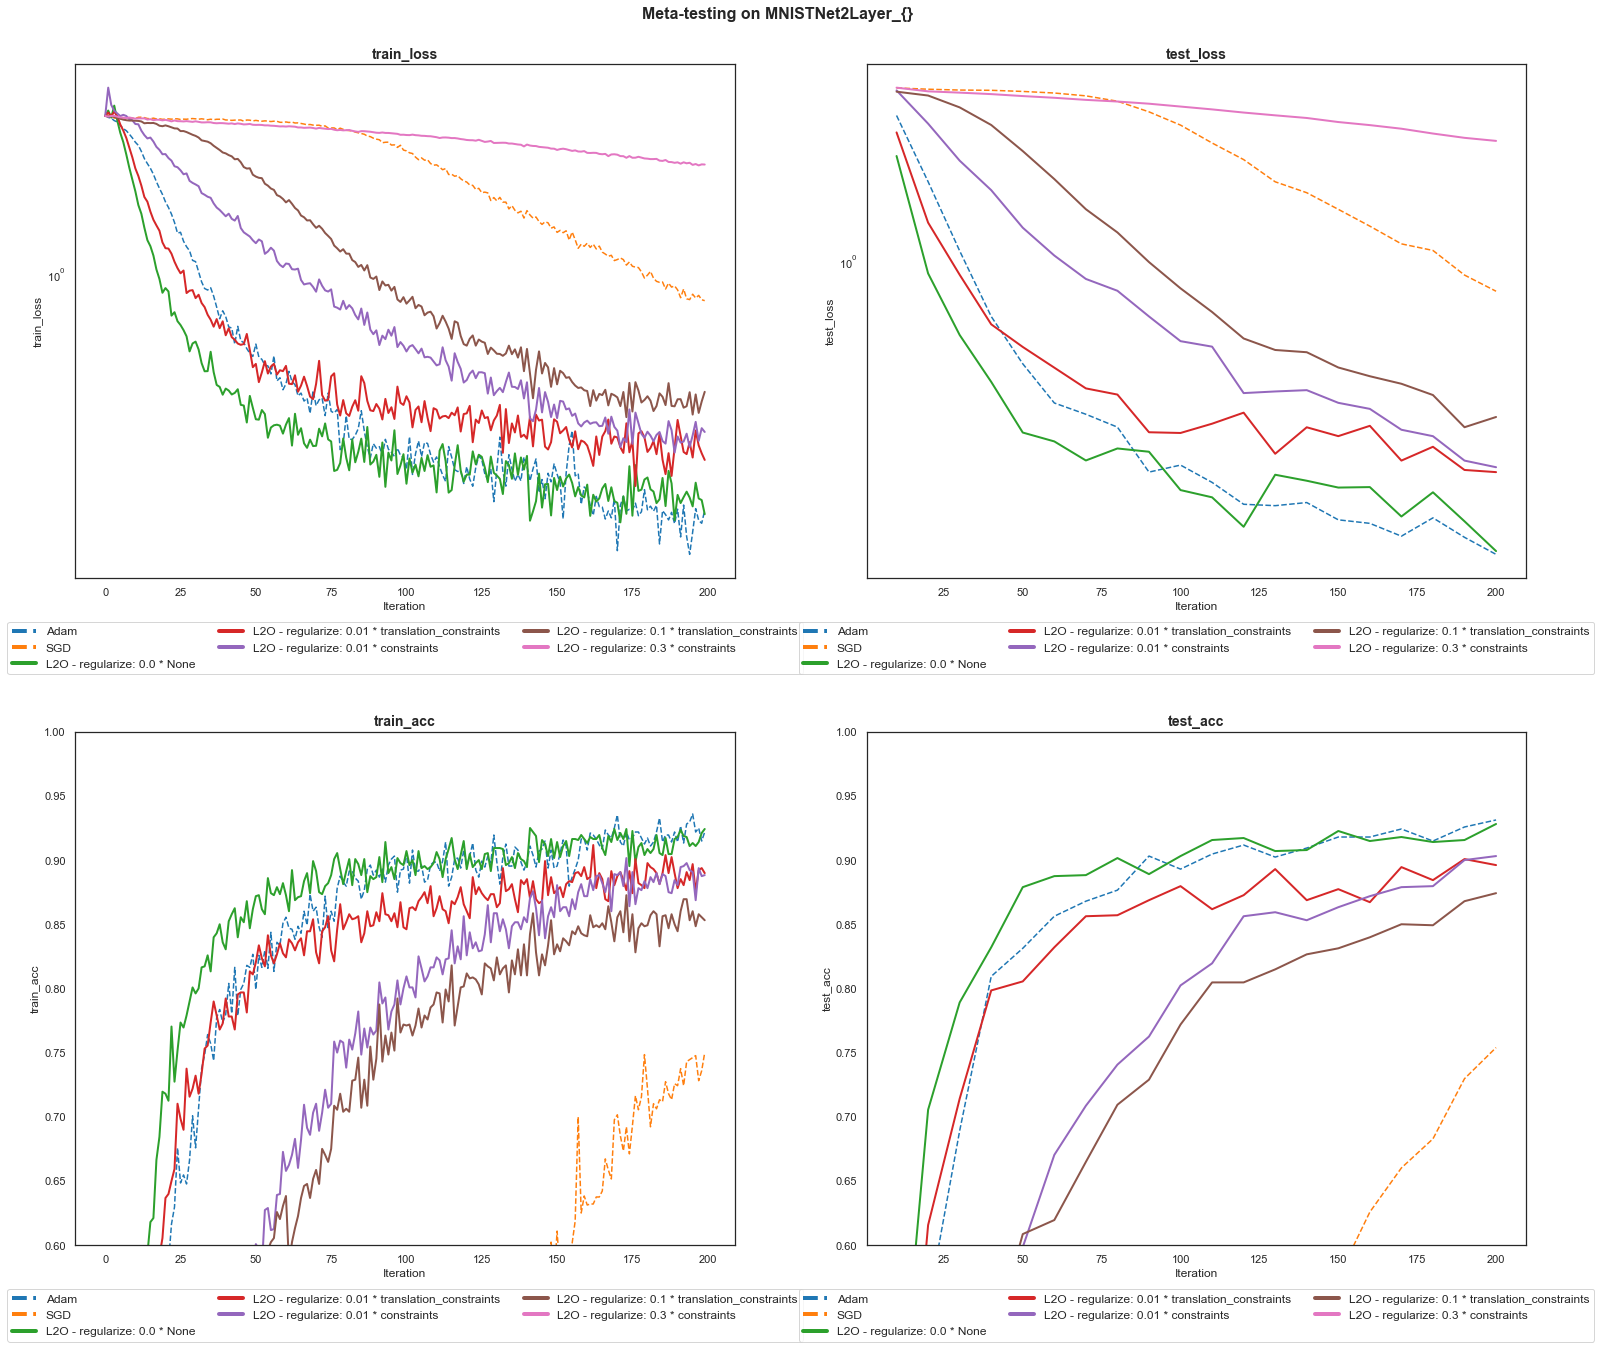 Meta-testing on MNISTNet2Layer_{}
train_loss
10⁰
train_loss
0 25 50 75 100 125 150 175 200
Iteration
Adam L2O - regularize: 0.01 * translation_constraints L2O - regularize: 0.1 * translation_constraints
SGD L2O - regularize: 0.01 * constraints L2O - regularize: 0.3 * constraints
L2O - regularize: 0.0 * None
test_loss
10⁰
test_loss
25 50 75 100 125 150 175 200
Iteration
Adam L2O - regularize: 0.01 * translation_constraints L2O - regularize: 0.1 * translation_constraints
SGD L2O - regularize: 0.01 * constraints L2O - regularize: 0.3 * constraints
L2O - regularize: 0.0 * None
train_acc
1.00
0.95
0.90
0.85
0.80
train_acc
0.75
0.70
0.65
0.60
0 25 50 75 100 125 150 175 200
Iteration
Adam L2O - regularize: 0.01 * translation_constraints L2O - regularize: 0.1 * translation_constraints
SGD L2O - regularize: 0.01 * constraints L2O - regularize: 0.3 * constraints
L2O - regularize: 0.0 * None
test_acc
1.00
0.95
0.90
0.85
0.80
test_acc
0.75
0.70
0.65
0.60
25 50 75 100 125 150 175 200
Iteration
Adam L2O - regularize: 0.01 * translation_constraints L2O - regularize: 0.1 * translation_constraints
SGD L2O - regularize: 0.01 * constraints L2O - regularize: 0.3 * constraints
L2O - regularize: 0.0 * None